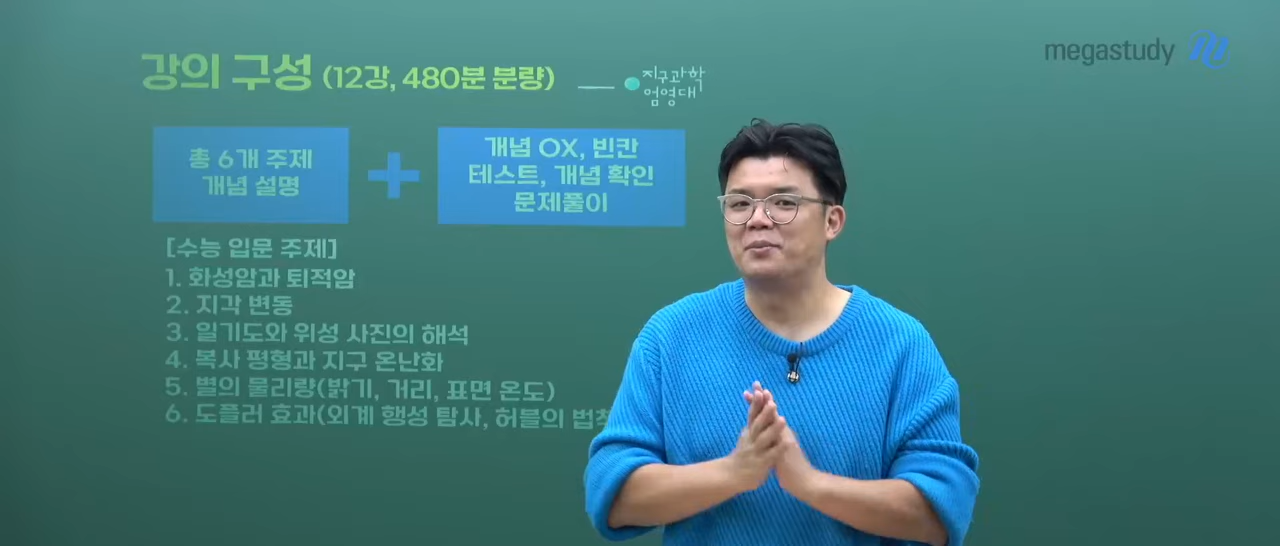 megastudy
강의 구성 (12강, 480분 분량)
지구과학
엄영대
총 6개 주제
개념 설명
개념 OX, 빈칸
테스트, 개념 확인
문제풀이
[수능 입문 주제]
1. 화성암과 퇴적암
2. 지각 변동
3. 일기도와 위성 사진의 해석
4. 복사 평형과 지구 온난화
5. 별의 물리량(밝기, 거리, 표면 온도)
6. 도플러 효과(외계 행성 탐사, 허블의